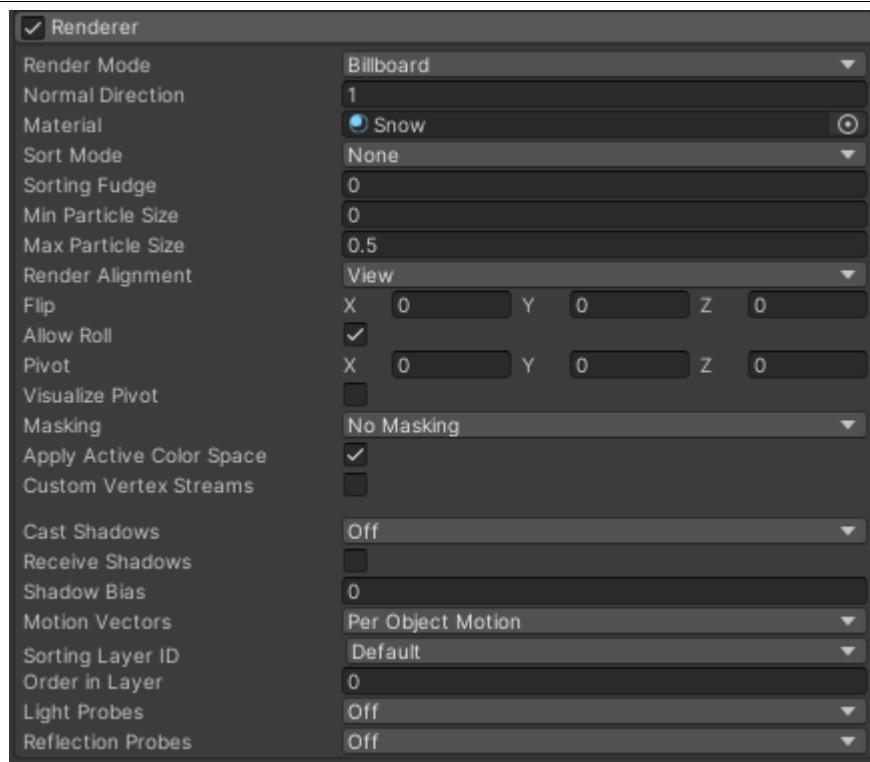 Renderer
Render Mode Billboard
Normal Direction 1
Material Snow
Sort Mode None
Sorting Fudge 0
Min Particle Size 0
Max Particle Size 0.5
Render Alignment View
Flip X 0 Y 0 Z 0
Allow Roll
Pivot X 0 Y 0 Z 0
Visualize Pivot
Masking No Masking
Apply Active Color Space
Custom Vertex Streams
Cast Shadows Off
Receive Shadows
Shadow Bias 0
Motion Vectors Per Object Motion
Sorting Layer ID Default
Order in Layer 0
Light Probes Off
Reflection Probes Off